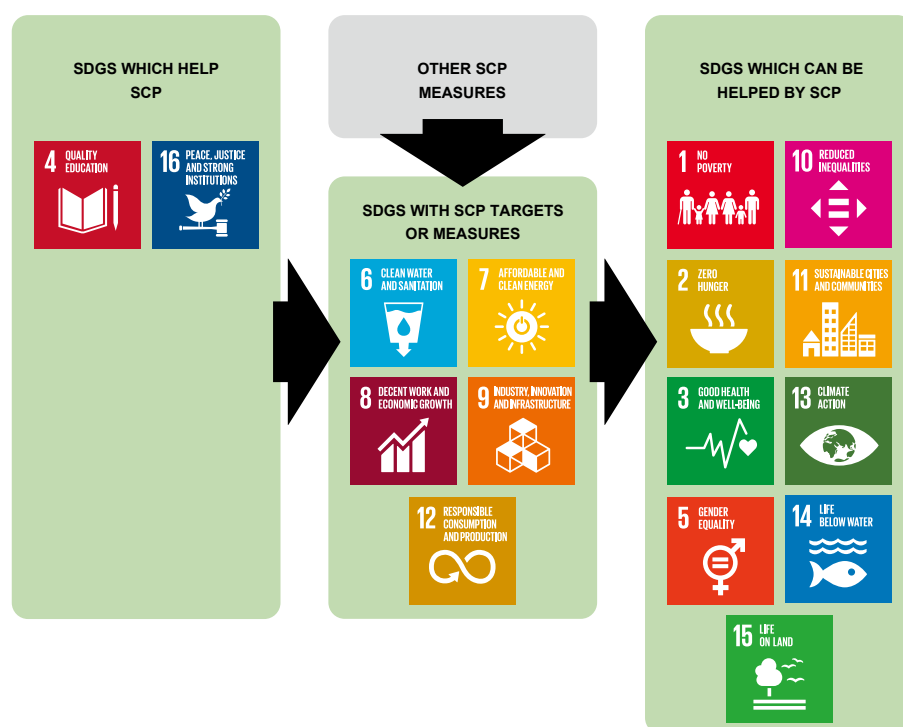 SDGS WHICH HELP
SCP
4 QUALITY
EDUCATION
16 PEACE, JUSTICE
AND STRONG
INSTITUTIONS
OTHER SCP
MEASURES
SDGS WITH SCP TARGETS
OR MEASURES
6 CLEAN WATER
AND SANITATION
7 AFFORDABLE AND
CLEAN ENERGY
8 DECENT WORK AND
ECONOMIC GROWTH
9 INDUSTRY, INNOVATION
AND INFRASTRUCTURE
12 RESPONSIBLE
CONSUMPTION
AND PRODUCTION
SDGS WHICH CAN BE
HELPED BY SCP
1 NO
POVERTY
10 REDUCED
INEQUALITIES
2 ZERO
HUNGER
11 SUSTAINABLE CITIES
AND COMMUNITIES
3 GOOD HEALTH
AND WELL-BEING
13 CLIMATE
ACTION
5 GENDER
EQUALITY
14 LIFE
BELOW WATER
15 LIFE
ON LAND